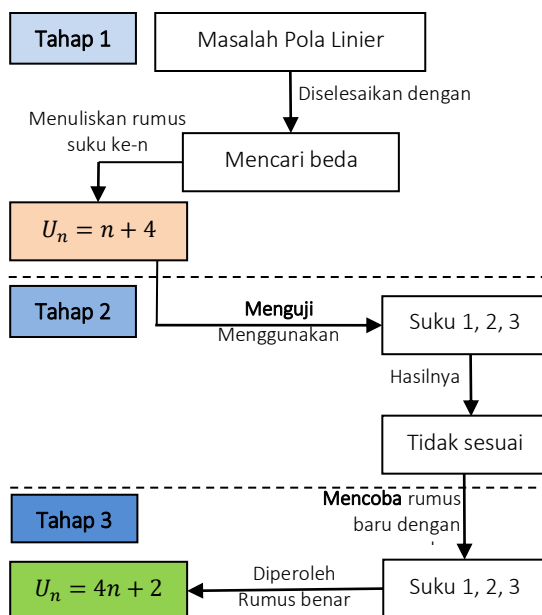 Tahap 1
Masalah Pola Linier
Diselesaikan dengan
Menuliskan rumus
suku ke-n
Mencari beda
Uₙ = n + 4
Tahap 2
Menguji
Menggunakan
Suku 1, 2, 3
Hasilnya
Tidak sesuai
Tahap 3
Mencoba rumus
baru dengan
Suku 1, 2, 3
Diperoleh
Rumus benar
Uₙ = 4n + 2